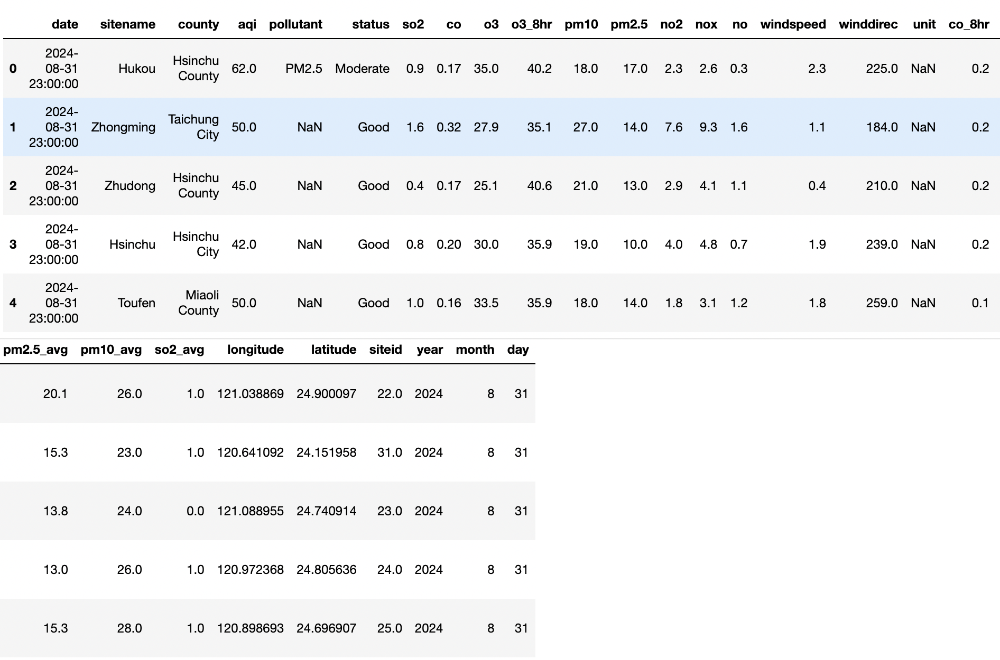 date sitename county aqi pollutant status so2 co o3 o3_8hr pm10 pm2.5 no2 nox no windspeed winddirec unit co_8hr
0 2024-08-31 23:00:00 Hukou Hsinchu County 62.0 PM2.5 Moderate 0.9 0.17 35.0 40.2 18.0 17.0 2.3 2.6 0.3 2.3 225.0 NaN 0.2
1 2024-08-31 23:00:00 Zhongming Taichung City 50.0 NaN Good 1.6 0.32 27.9 35.1 27.0 14.0 7.6 9.3 1.6 1.1 184.0 NaN 0.2
2 2024-08-31 23:00:00 Zhudong Hsinchu County 45.0 NaN Good 0.4 0.17 25.1 40.6 21.0 13.0 2.9 4.1 1.1 0.4 210.0 NaN 0.2
3 2024-08-31 23:00:00 Hsinchu Hsinchu City 42.0 NaN Good 0.8 0.20 30.0 35.9 19.0 10.0 4.0 4.8 0.7 1.9 239.0 NaN 0.2
4 2024-08-31 23:00:00 Toufen Miaoli County 50.0 NaN Good 1.0 0.16 33.5 35.9 18.0 14.0 1.8 3.1 1.2 1.8 259.0 NaN 0.1
pm2.5_avg pm10_avg so2_avg longitude latitude siteid year month day
20.1 26.0 1.0 121.038869 24.900097 22.0 2024 8 31
15.3 23.0 1.0 120.641092 24.151958 31.0 2024 8 31
13.8 24.0 0.0 121.088955 24.740914 23.0 2024 8 31
13.0 26.0 1.0 120.972368 24.805636 24.0 2024 8 31
15.3 28.0 1.0 120.898693 24.696907 25.0 2024 8 31